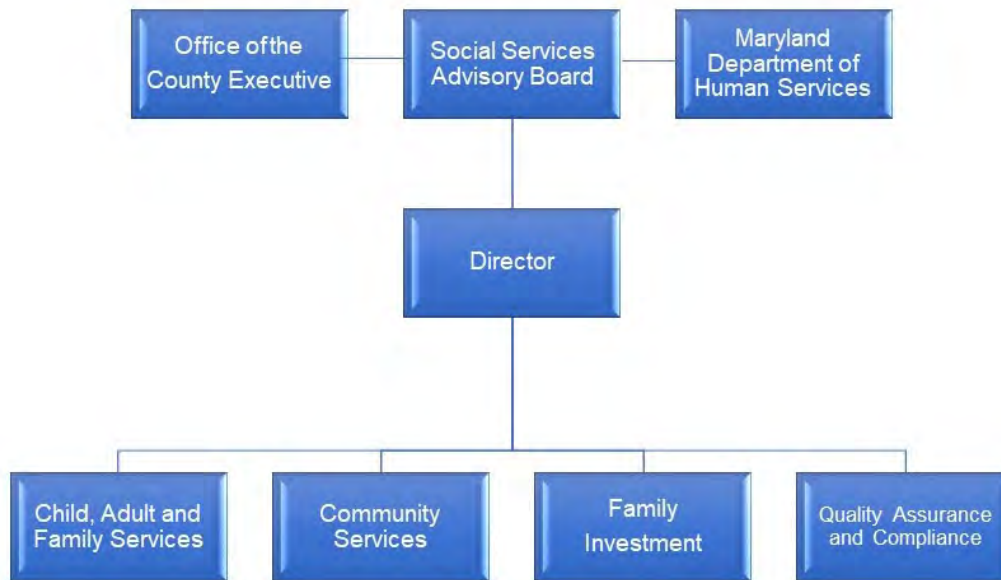 Office of the
County Executive
Social Services
Advisory Board
Maryland
Department of
Human Services
Director
Child, Adult and
Family Services
Community
Services
Family
Investment
Quality Assurance
and Compliance